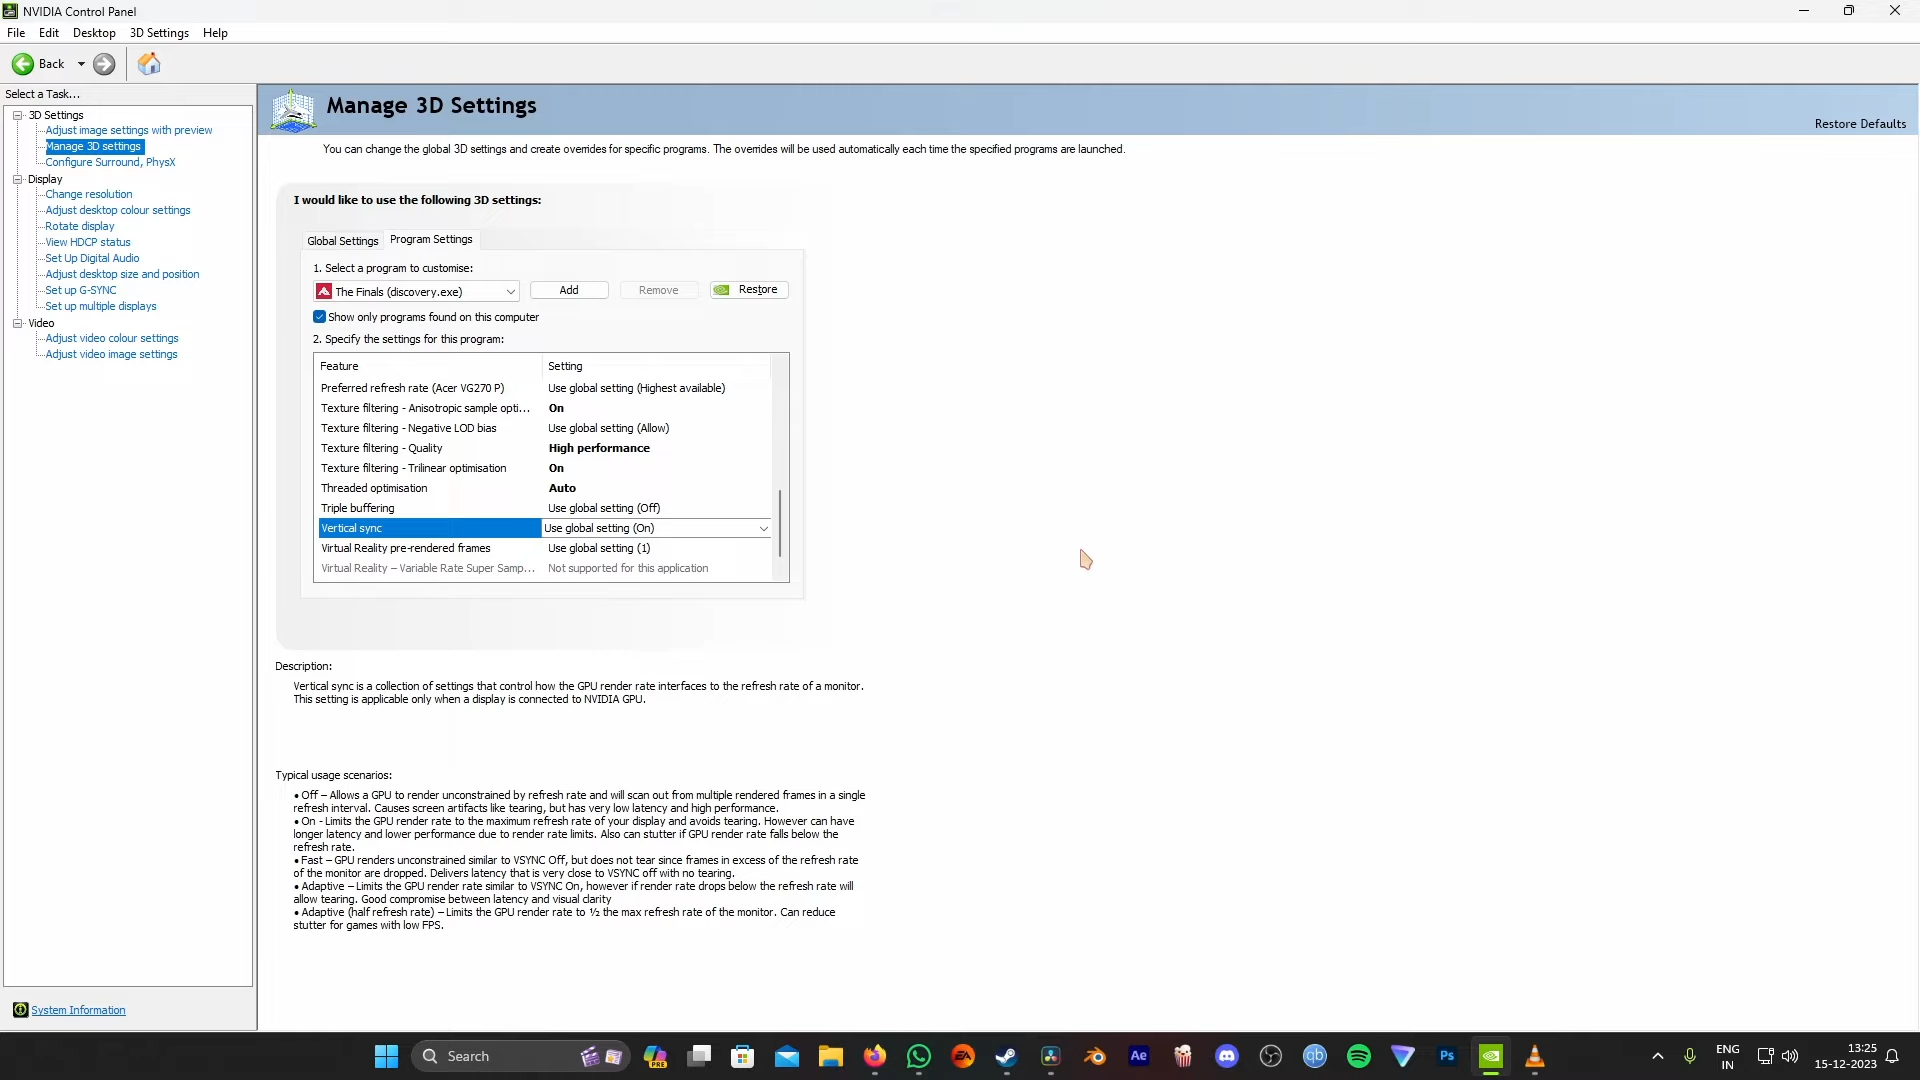 NVIDIA Control Panel
File Edit Desktop 3D Settings Help
Back
Select a Task...
3D Settings
Adjust image settings with preview
Manage 3D settings
Configure Surround, PhysX
Display
Change resolution
Adjust desktop colour settings
Rotate display
View HDCP status
Set Up Digital Audio
Adjust desktop size and position
Set up G-SYNC
Set up multiple displays
Video
Adjust video colour settings
Adjust video image settings
System Information
Manage 3D Settings
Restore Defaults
You can change the global 3D settings and create overrides for specific programs. The overrides will be used automatically each time the specified programs are launched.
I would like to use the following 3D settings:
Global Settings Program Settings
1. Select a program to customise:
The Finals (discovery.exe) Add Remove Restore
Show only programs found on this computer
2. Specify the settings for this program:
Feature Setting
Preferred refresh rate (Acer VG270 P) Use global setting (Highest available)
Texture filtering - Anisotropic sample opti... On
Texture filtering - Negative LOD bias Use global setting (Allow)
Texture filtering - Quality High performance
Texture filtering - Trilinear optimisation On
Threaded optimisation Auto
Triple buffering Use global setting (Off)
Vertical sync Use global setting (On)
Virtual Reality pre-rendered frames Use global setting (1)
Virtual Reality – Variable Rate Super Samp... Not supported for this application
Description:
Vertical sync is a collection of settings that control how the GPU render rate interfaces to the refresh rate of a monitor.
This setting is applicable only when a display is connected to NVIDIA GPU.
Typical usage scenarios:
• Off – Allows a GPU to render unconstrained by refresh rate and will scan out from multiple rendered frames in a single
refresh interval. Causes screen artifacts like tearing, but has very low latency and high performance.
• On - Limits the GPU render rate to the maximum refresh rate of your display and avoids tearing. However can have
longer latency and lower performance due to render rate limits. Also can stutter if GPU render rate falls below the
refresh rate.
• Fast – GPU renders unconstrained similar to VSYNC Off, but does not tear since frames in excess of the refresh rate
of the monitor are dropped. Delivers latency that is very close to VSYNC off with no tearing.
• Adaptive – Limits the GPU render rate similar to VSYNC On, however if render rate drops below the refresh rate will
allow tearing. Good compromise between latency and visual clarity
• Adaptive (half refresh rate) – Limits the GPU render rate to ½ the max refresh rate of the monitor. Can reduce
stutter for games with low FPS.
Search
PRE
EA
Ae
qb
Ps
ENG
IN
13:25
15-12-2023